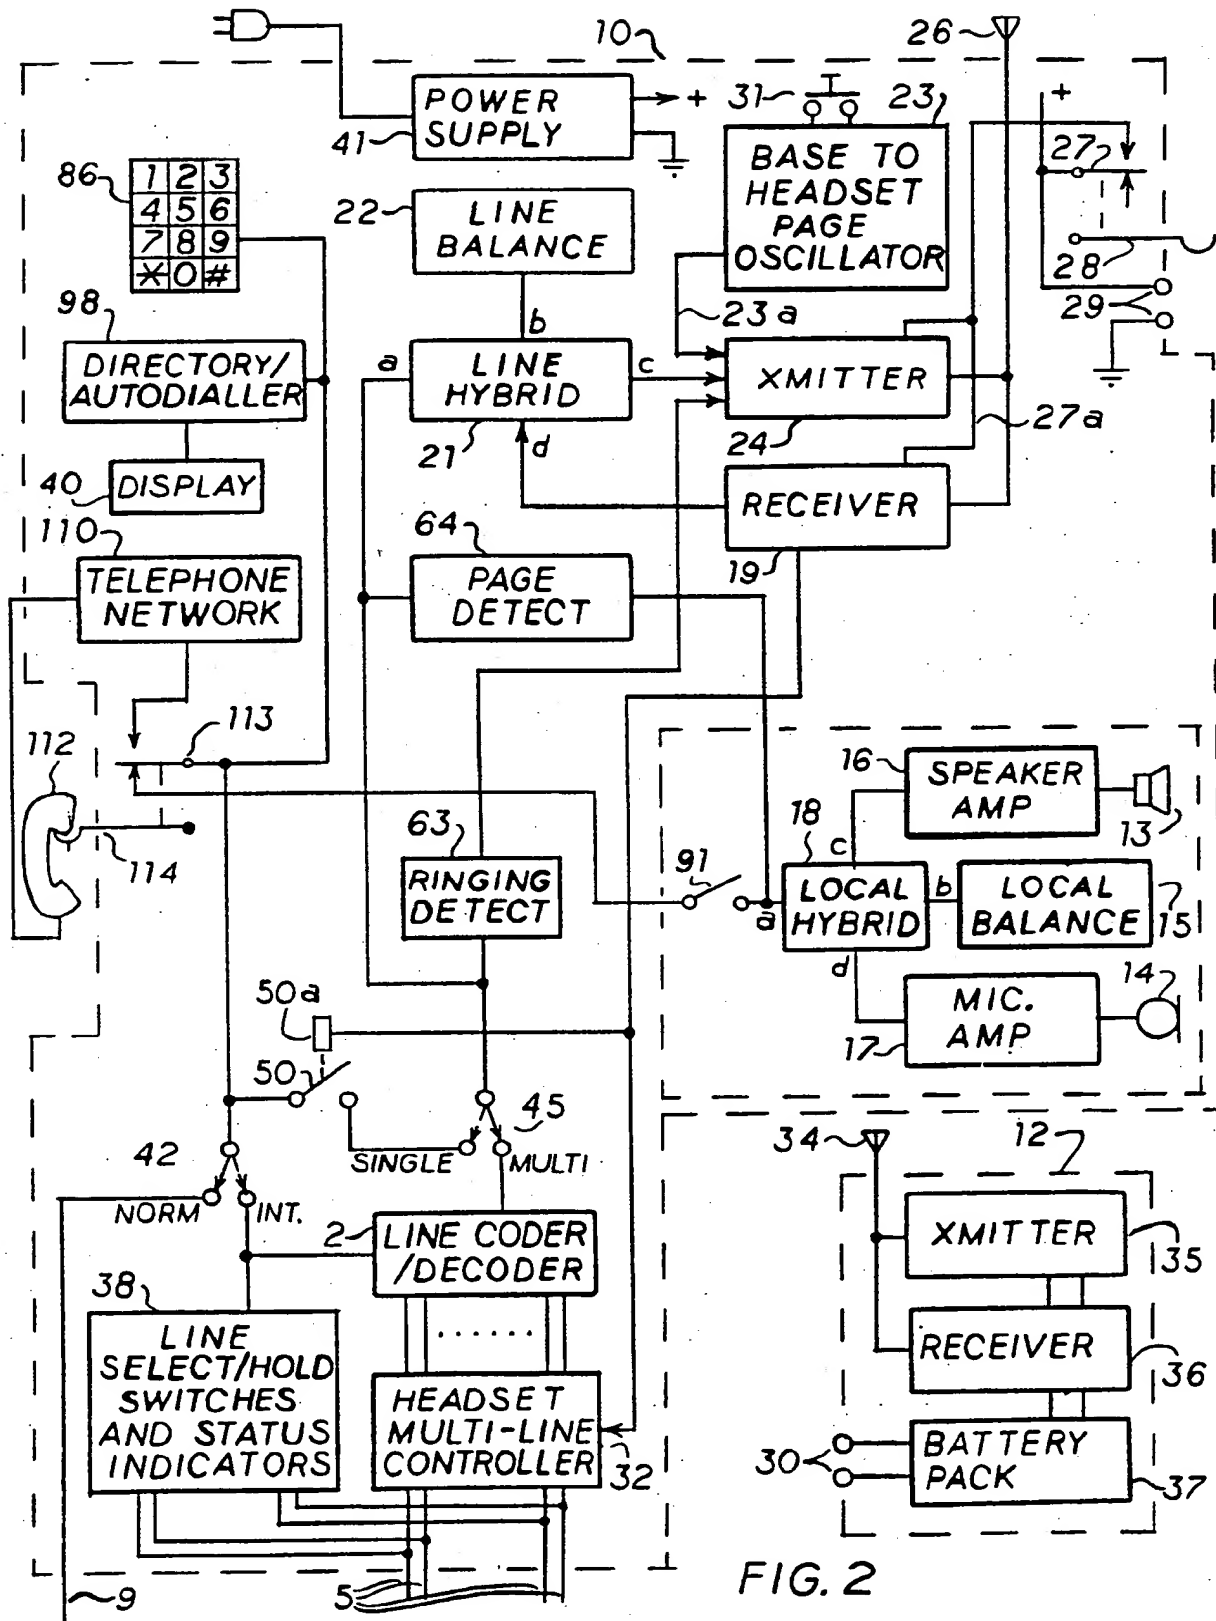 10
26
POWER
SUPPLY
+
41
31
23
BASE TO
HEADSET
PAGE
OSCILLATOR
+
27
28
29
86
1 2 3
4 5 6
7 8 9
* 0 #
22
LINE
BALANCE
b
23a
98
DIRECTORY/
AUTODIALLER
a
LINE
HYBRID
c
XMITTER
21
d
24
27a
40
DISPLAY
RECEIVER
19
110
TELEPHONE
NETWORK
64
PAGE
DETECT
113
112
114
16
SPEAKER
AMP
13
18
c
63
RINGING
DETECT
91
a
LOCAL
HYBRID
b
LOCAL
BALANCE
15
d
MIC.
AMP
14
17
50a
50
45
SINGLE
MULTI
42
NORM
INT.
34
12
XMITTER
35
2
LINE CODER
/DECODER
RECEIVER
36
38
LINE
SELECT/HOLD
SWITCHES
AND STATUS
INDICATORS
HEADSET
MULTI-LINE
CONTROLLER
32
30
BATTERY
PACK
37
9
5
FIG. 2